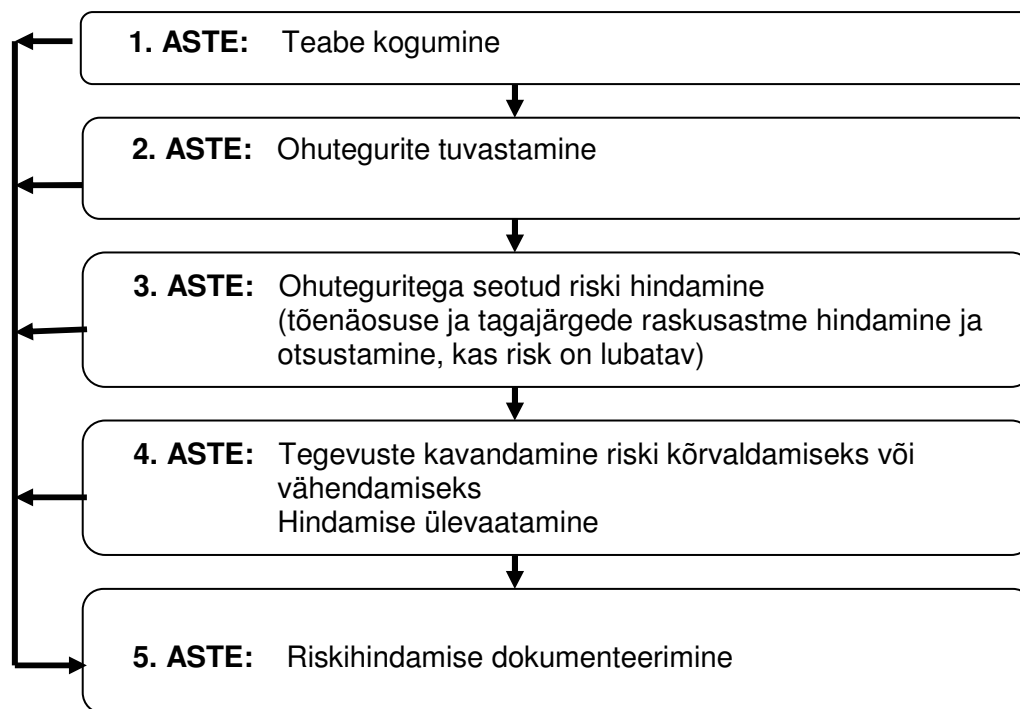 1. ASTE: Teabe kogumine
2. ASTE: Ohutegurite tuvastamine
3. ASTE: Ohuteguritega seotud riski hindamine
(tõenäosuse ja tagajärgede raskusastme hindamine ja
otsustamine, kas risk on lubatav)
4. ASTE: Tegevuste kavandamine riski kõrvaldamiseks või
vähendamiseks
Hindamise ülevaatamine
5. ASTE: Riskihindamise dokumenteerimine